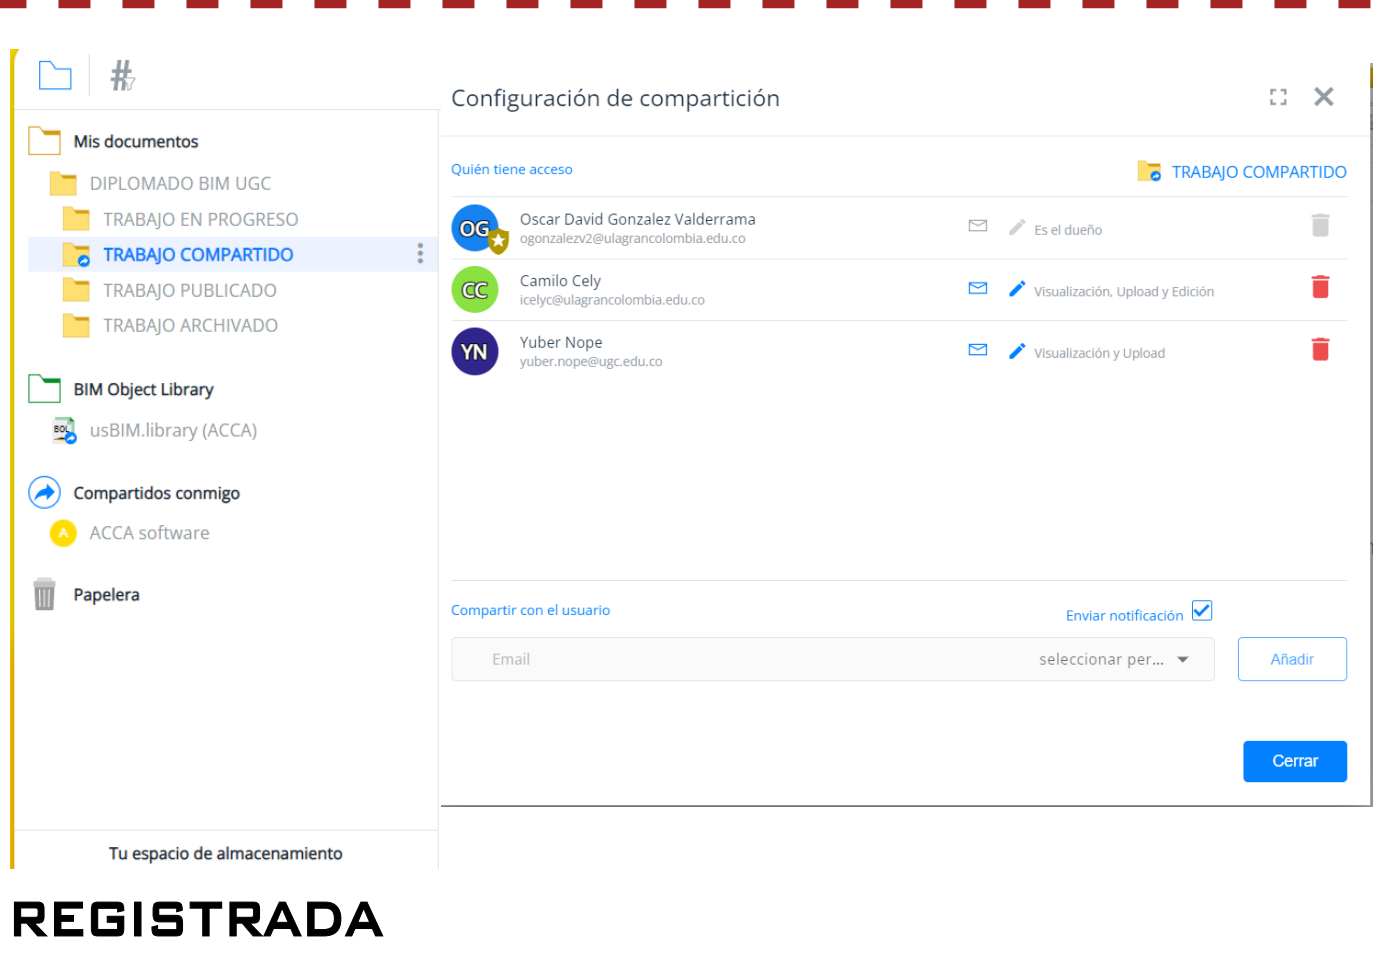 #
Mis documentos
DIPLOMADO BIM UGC
TRABAJO EN PROGRESO
TRABAJO COMPARTIDO
TRABAJO PUBLICADO
TRABAJO ARCHIVADO
BIM Object Library
BOL
usBIM.library (ACCA)
Compartidos conmigo
A ACCA software
Papelera
Tu espacio de almacenamiento
Configuración de compartición
Quién tiene acceso
TRABAJO COMPARTIDO
OG
Oscar David Gonzalez Valderrama
ogonzalezv2@ulagrancolombia.edu.co
Es el dueño
CC
Camilo Cely
icelyc@ulagrancolombia.edu.co
Visualización, Upload y Edición
YN
Yuber Nope
yuber.nope@ugc.edu.co
Visualización y Upload
Compartir con el usuario
Enviar notificación
Email
seleccionar per...
Añadir
Cerrar
REGISTRADA